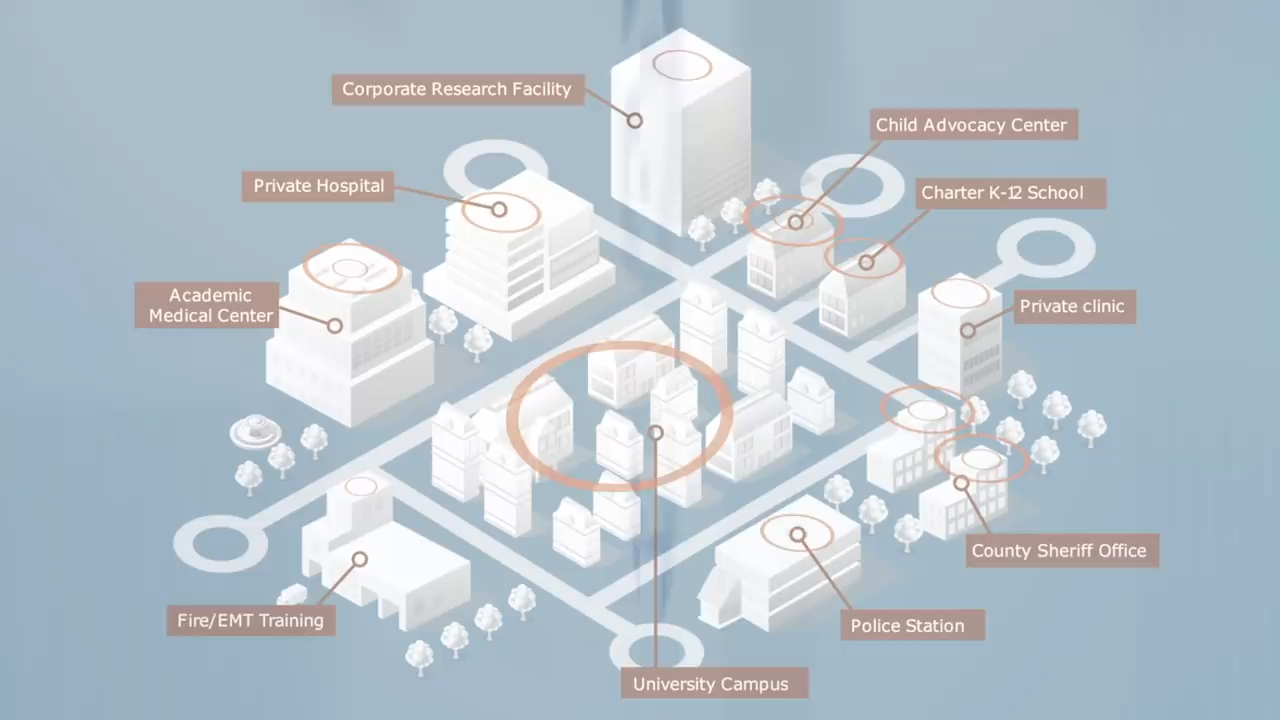 Corporate Research Facility
Child Advocacy Center
Private Hospital
Charter K-12 School
Academic
Medical Center
Private clinic
County Sheriff Office
Fire/EMT Training
Police Station
University Campus